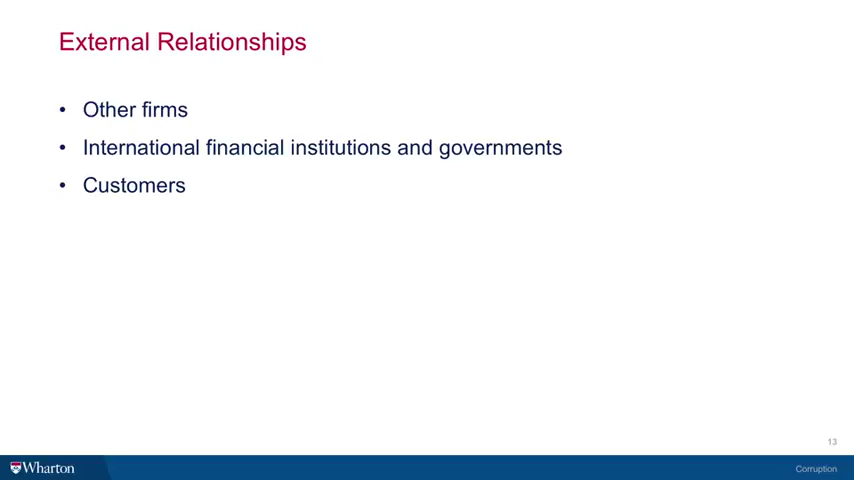 External Relationships
• Other firms
• International financial institutions and governments
• Customers
13
Wharton
Corruption